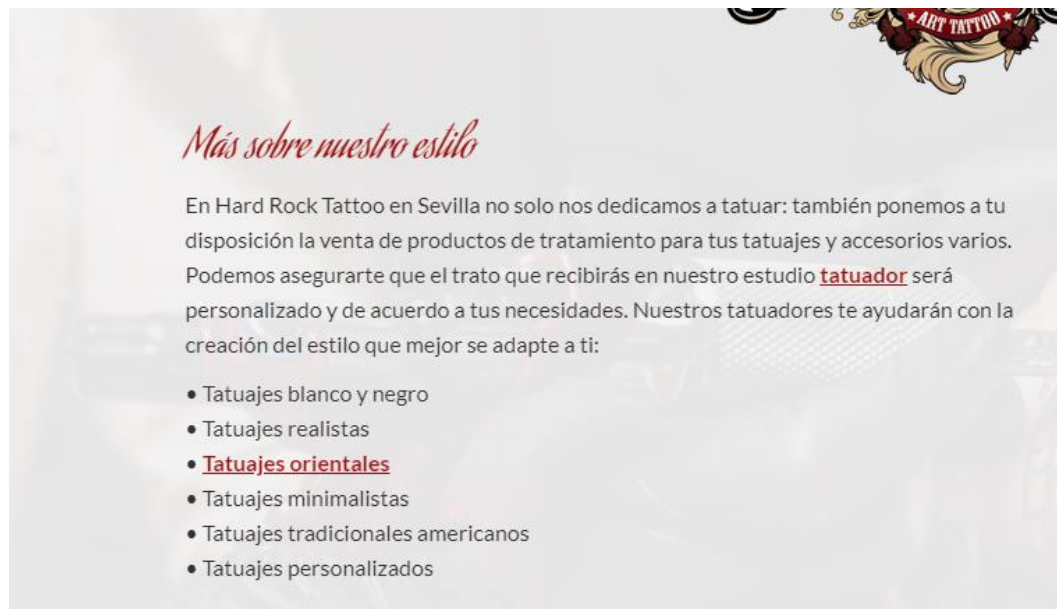 ART TATTOO
Más sobre nuestro estilo
En Hard Rock Tattoo en Sevilla no solo nos dedicamos a tatuar: también ponemos a tu
disposición la venta de productos de tratamiento para tus tatuajes y accesorios varios.
Podemos asegurarte que el trato que recibirás en nuestro estudio tatuador será
personalizado y de acuerdo a tus necesidades. Nuestros tatuadores te ayudarán con la
creación del estilo que mejor se adapte a ti:
• Tatuajes blanco y negro
• Tatuajes realistas
• Tatuajes orientales
• Tatuajes minimalistas
• Tatuajes tradicionales americanos
• Tatuajes personalizados